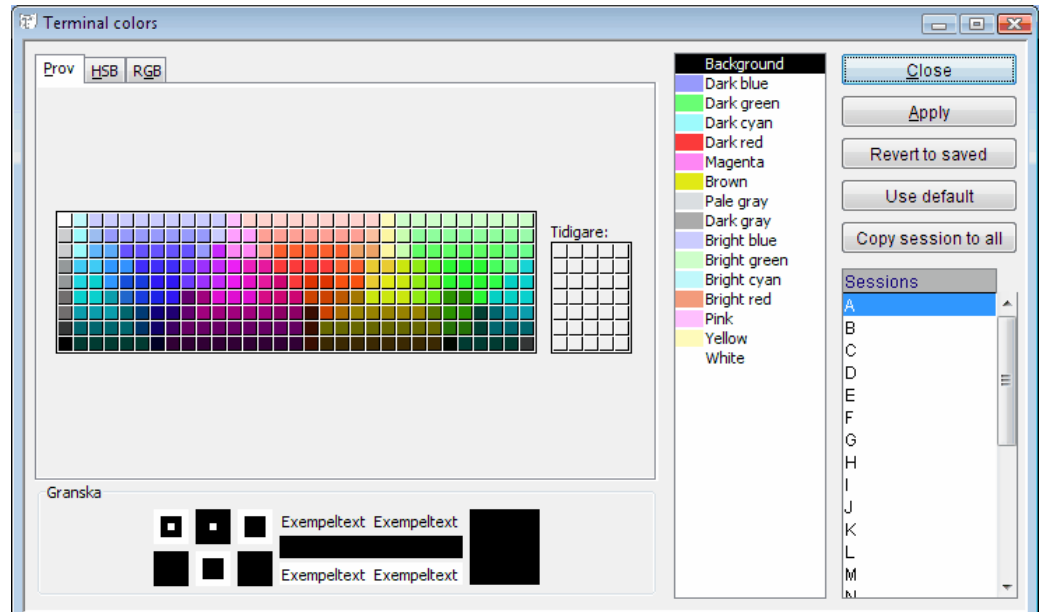 Terminal colors
Prov HSB RGB
Tidigare:
Granska
Exempeltext Exempeltext
Exempeltext Exempeltext
Background
Dark blue
Dark green
Dark cyan
Dark red
Magenta
Brown
Pale gray
Dark gray
Bright blue
Bright green
Bright cyan
Bright red
Pink
Yellow
White
Close
Apply
Revert to saved
Use default
Copy session to all
Sessions
A
B
C
D
E
F
G
H
I
J
K
L
M
N